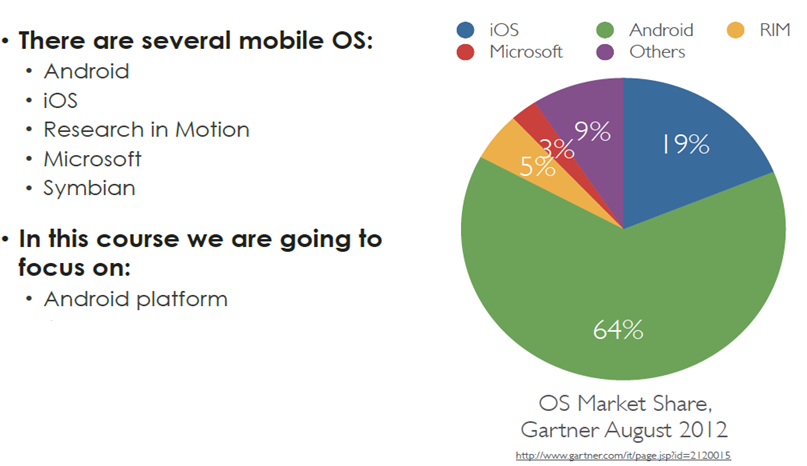 • There are several mobile OS:
• Android
• iOS
• Research in Motion
• Microsoft
• Symbian
• In this course we are going to
focus on:
• Android platform
iOS Android RIM
Microsoft Others
9%
3%
5%
19%
64%
OS Market Share,
Gartner August 2012
http://www.gartner.com/it/page.jsp?id=2120015